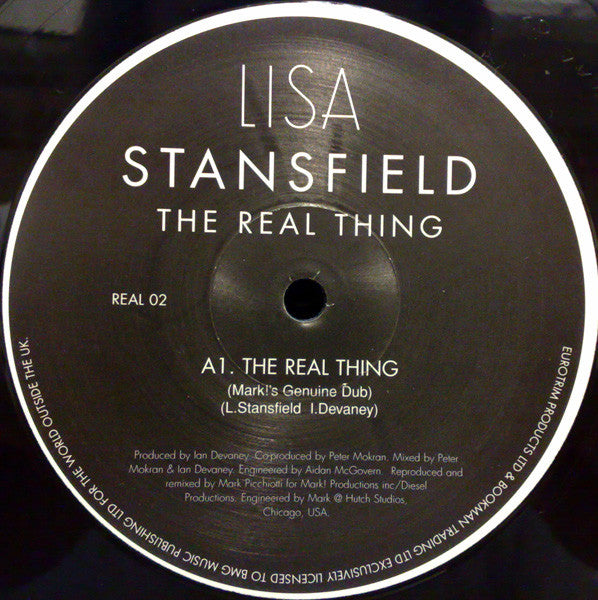 LISA
STANSFIELD
THE REAL THING
REAL 02
A1. THE REAL THING
(Mark!'s Genuine Dub)
(L.Stansfield I.Devaney)
Produced by Ian Devaney. Co-produced by Peter Mokran. Mixed by Peter
Mokran & Ian Devaney. Engineered by Aidan McGovern. Reproduced and
remixed by Mark Picchiotti for Mark! Productions inc/Diesel
Productions. Engineered by Mark @ Hutch Studios,
Chicago, USA.
EUROTRIM PRODUCTS LTD & BOOKMAN TRADING LTD EXCLUSIVELY LICENSED TO BMG MUSIC PUBLISHING LTD FOR THE WORLD OUTSIDE THE UK.